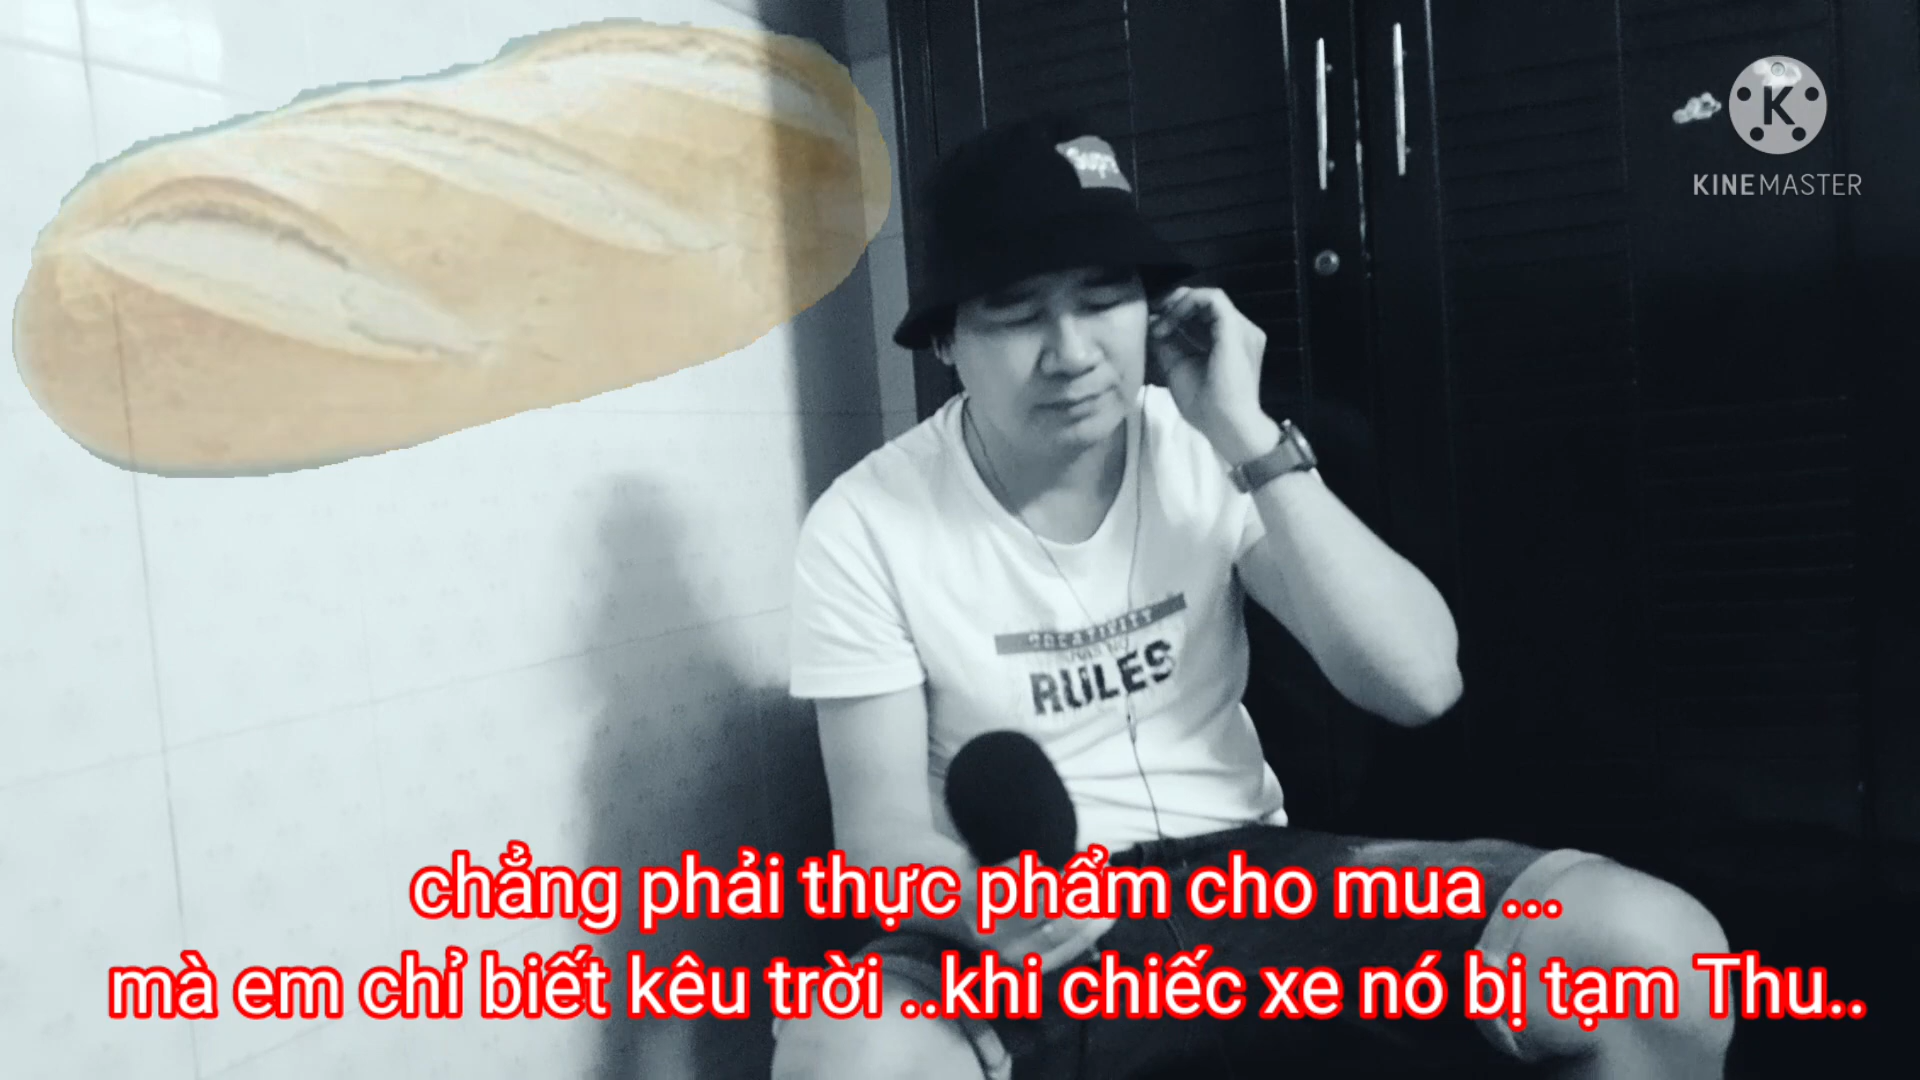 KINEMASTER
CREATIVITY
RULES
chẳng phải thực phẩm cho mua ...
mà em chỉ biết kêu trời ..khi chiếc xe nó bị tạm Thu..